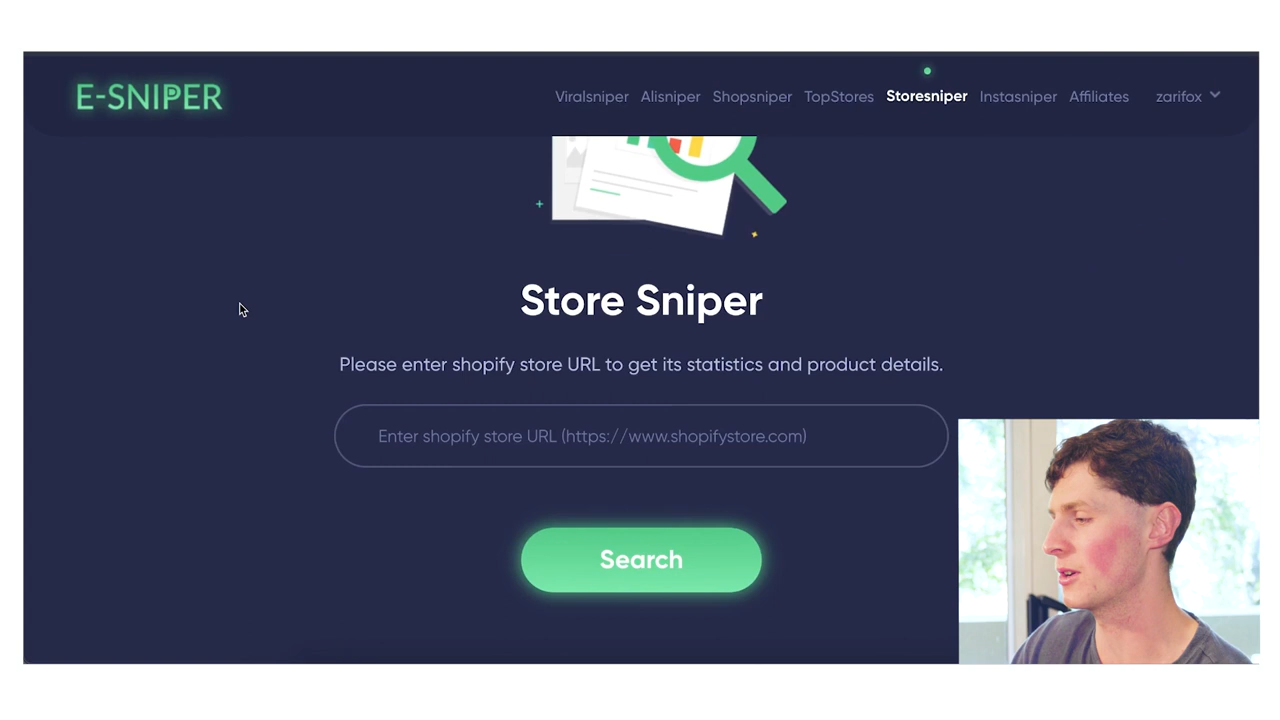 E-SNIPER
Viralsniper Alisniper Shopsniper TopStores Storesniper Instasniper Affiliates zarifox
Store Sniper
Please enter shopify store URL to get its statistics and product details.
Enter shopify store URL (https://www.shopifystore.com)
Search